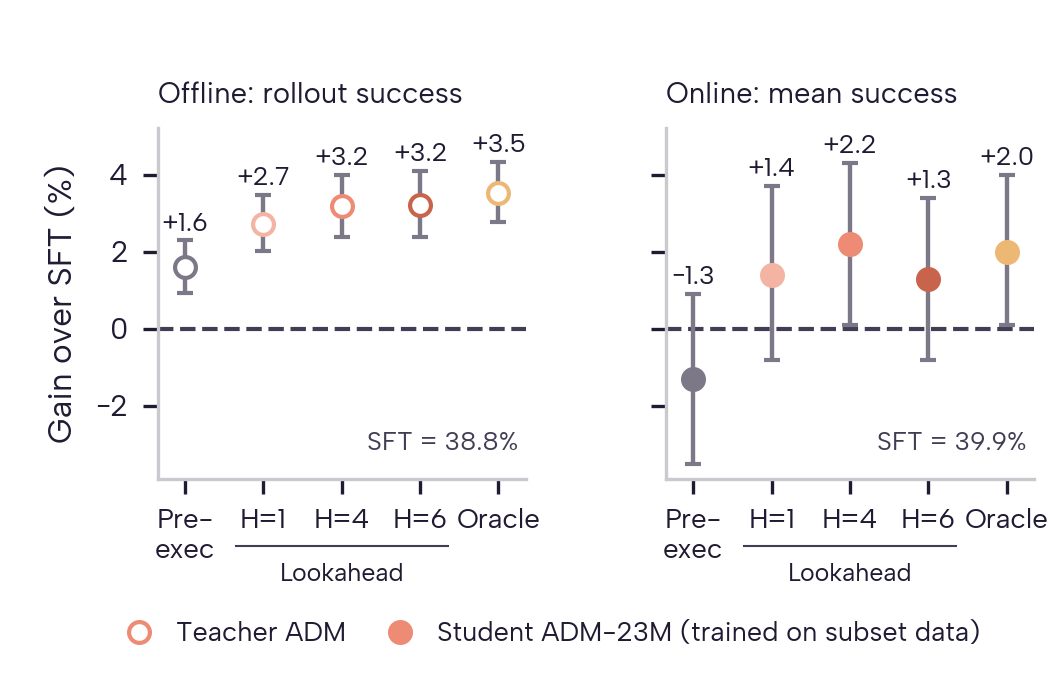 Offline: rollout success
Gain over SFT (%)
4
2
0
−2
+1.6
+2.7
+3.2
+3.2
+3.5
SFT = 38.8%
Pre-
exec
H=1
H=4
H=6
Oracle
Lookahead
Online: mean success
−1.3
+1.4
+2.2
+1.3
+2.0
SFT = 39.9%
Pre-
exec
H=1
H=4
H=6
Oracle
Lookahead
Teacher ADM
Student ADM-23M (trained on subset data)